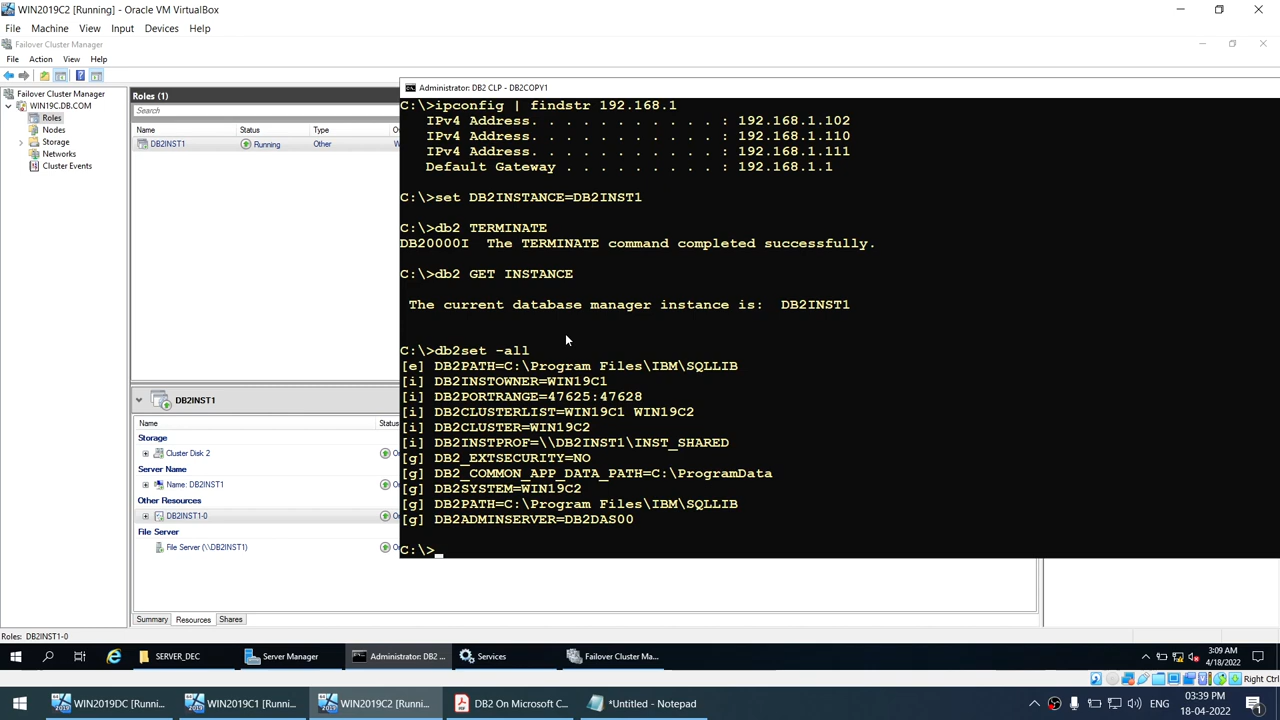 WIN2019C2 [Running] - Oracle VM VirtualBox
File Machine View Input Devices Help
Failover Cluster Manager
File Action View Help
Failover Cluster Manager
WIN19C.DB.COM
Roles
Nodes
Storage
Networks
Cluster Events
Roles (1)
Search
Name Status Type
DB2INST1 Running Other
DB2INST1
Name
Storage
Cluster Disk 2
Server Name
Name: DB2INST1
Other Resources
DB2INST1-0
File Server
File Server (\\DB2INST1)
Summary Resources Shares
Roles: DB2INST1-0
Administrator: DB2 CLP - DB2COPY1
C:\>ipconfig | findstr 192.168.1
IPv4 Address. . . . . . . . . . . : 192.168.1.102
IPv4 Address. . . . . . . . . . . : 192.168.1.110
IPv4 Address. . . . . . . . . . . : 192.168.1.111
Default Gateway . . . . . . . . . : 192.168.1.1
C:\>set DB2INSTANCE=DB2INST1
C:\>db2 TERMINATE
DB20000I  The TERMINATE command completed successfully.
C:\>db2 GET INSTANCE
The current database manager instance is:  DB2INST1
C:\>db2set -all
[e] DB2PATH=C:\Program Files\IBM\SQLLIB
[i] DB2INSTOWNER=WIN19C1
[i] DB2PORTRANGE=47625:47628
[i] DB2CLUSTERLIST=WIN19C1 WIN19C2
[i] DB2CLUSTER=WIN19C2
[i] DB2INSTPROF=\\DB2INST1\INST_SHARED
[g] DB2_EXTSECURITY=NO
[g] DB2_COMMON_APP_DATA_PATH=C:\ProgramData
[g] DB2SYSTEM=WIN19C2
[g] DB2PATH=C:\Program Files\IBM\SQLLIB
[g] DB2ADMINSERVER=DB2DAS00
C:\>
SERVER_DEC Server Manager Administrator: DB2 ... Services Failover Cluster Ma...
3:09 AM
4/18/2022
Right Ctrl
WIN2019DC [Runni... WIN2019C1 [Runnin... WIN2019C2 [Runnin... DB2 On Microsoft C... *Untitled - Notepad
ENG
03:39 PM
18-04-2022